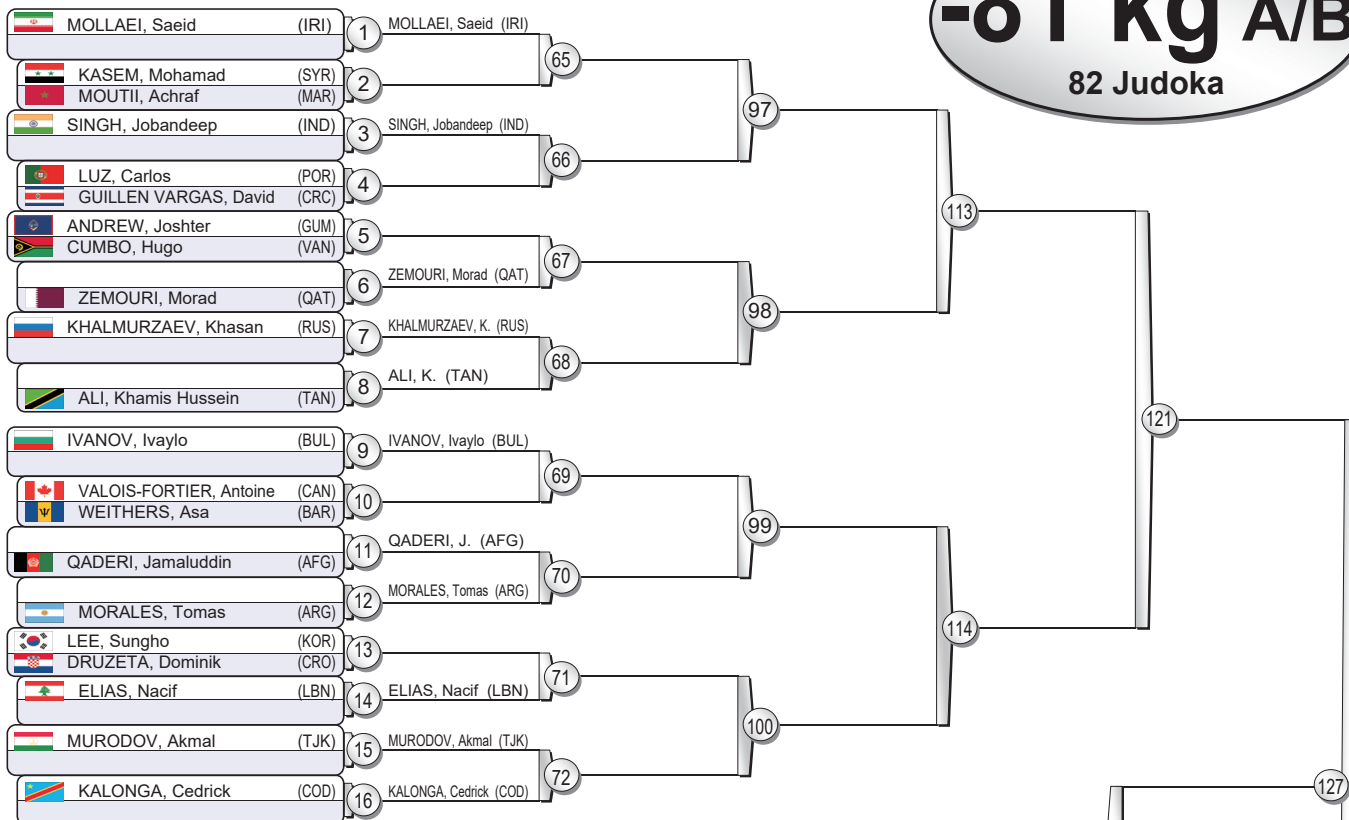 -81 kg A/B
82 Judoka
MOLLAEI, Saeid (IRI) 1 MOLLAEI, Saeid (IRI)
65
KASEM, Mohamad (SYR)
2
MOUTII, Achraf (MAR)
97
SINGH, Jobandeep (IND) 3 SINGH, Jobandeep (IND)
66
LUZ, Carlos (POR)
4
GUILLEN VARGAS, David (CRC)
113
ANDREW, Joshter (GUM)
5
CUMBO, Hugo (VAN)
67
6 ZEMOURI, Morad (QAT)
ZEMOURI, Morad (QAT)
98
KHALMURZAEV, Khasan (RUS) 7 KHALMURZAEV, K. (RUS)
68
8 ALI, K. (TAN)
ALI, Khamis Hussein (TAN)
121
IVANOV, Ivaylo (BUL) 9 IVANOV, Ivaylo (BUL)
69
VALOIS-FORTIER, Antoine (CAN)
10
WEITHERS, Asa (BAR)
99
11 QADERI, J. (AFG)
QADERI, Jamaluddin (AFG)
70
12 MORALES, Tomas (ARG)
MORALES, Tomas (ARG)
114
LEE, Sungho (KOR)
13
DRUZETA, Dominik (CRO)
71
ELIAS, Nacif (LBN) 14 ELIAS, Nacif (LBN)
100
MURODOV, Akmal (TJK) 15 MURODOV, Akmal (TJK)
72
KALONGA, Cedrick (COD) 16 KALONGA, Cedrick (COD)
127